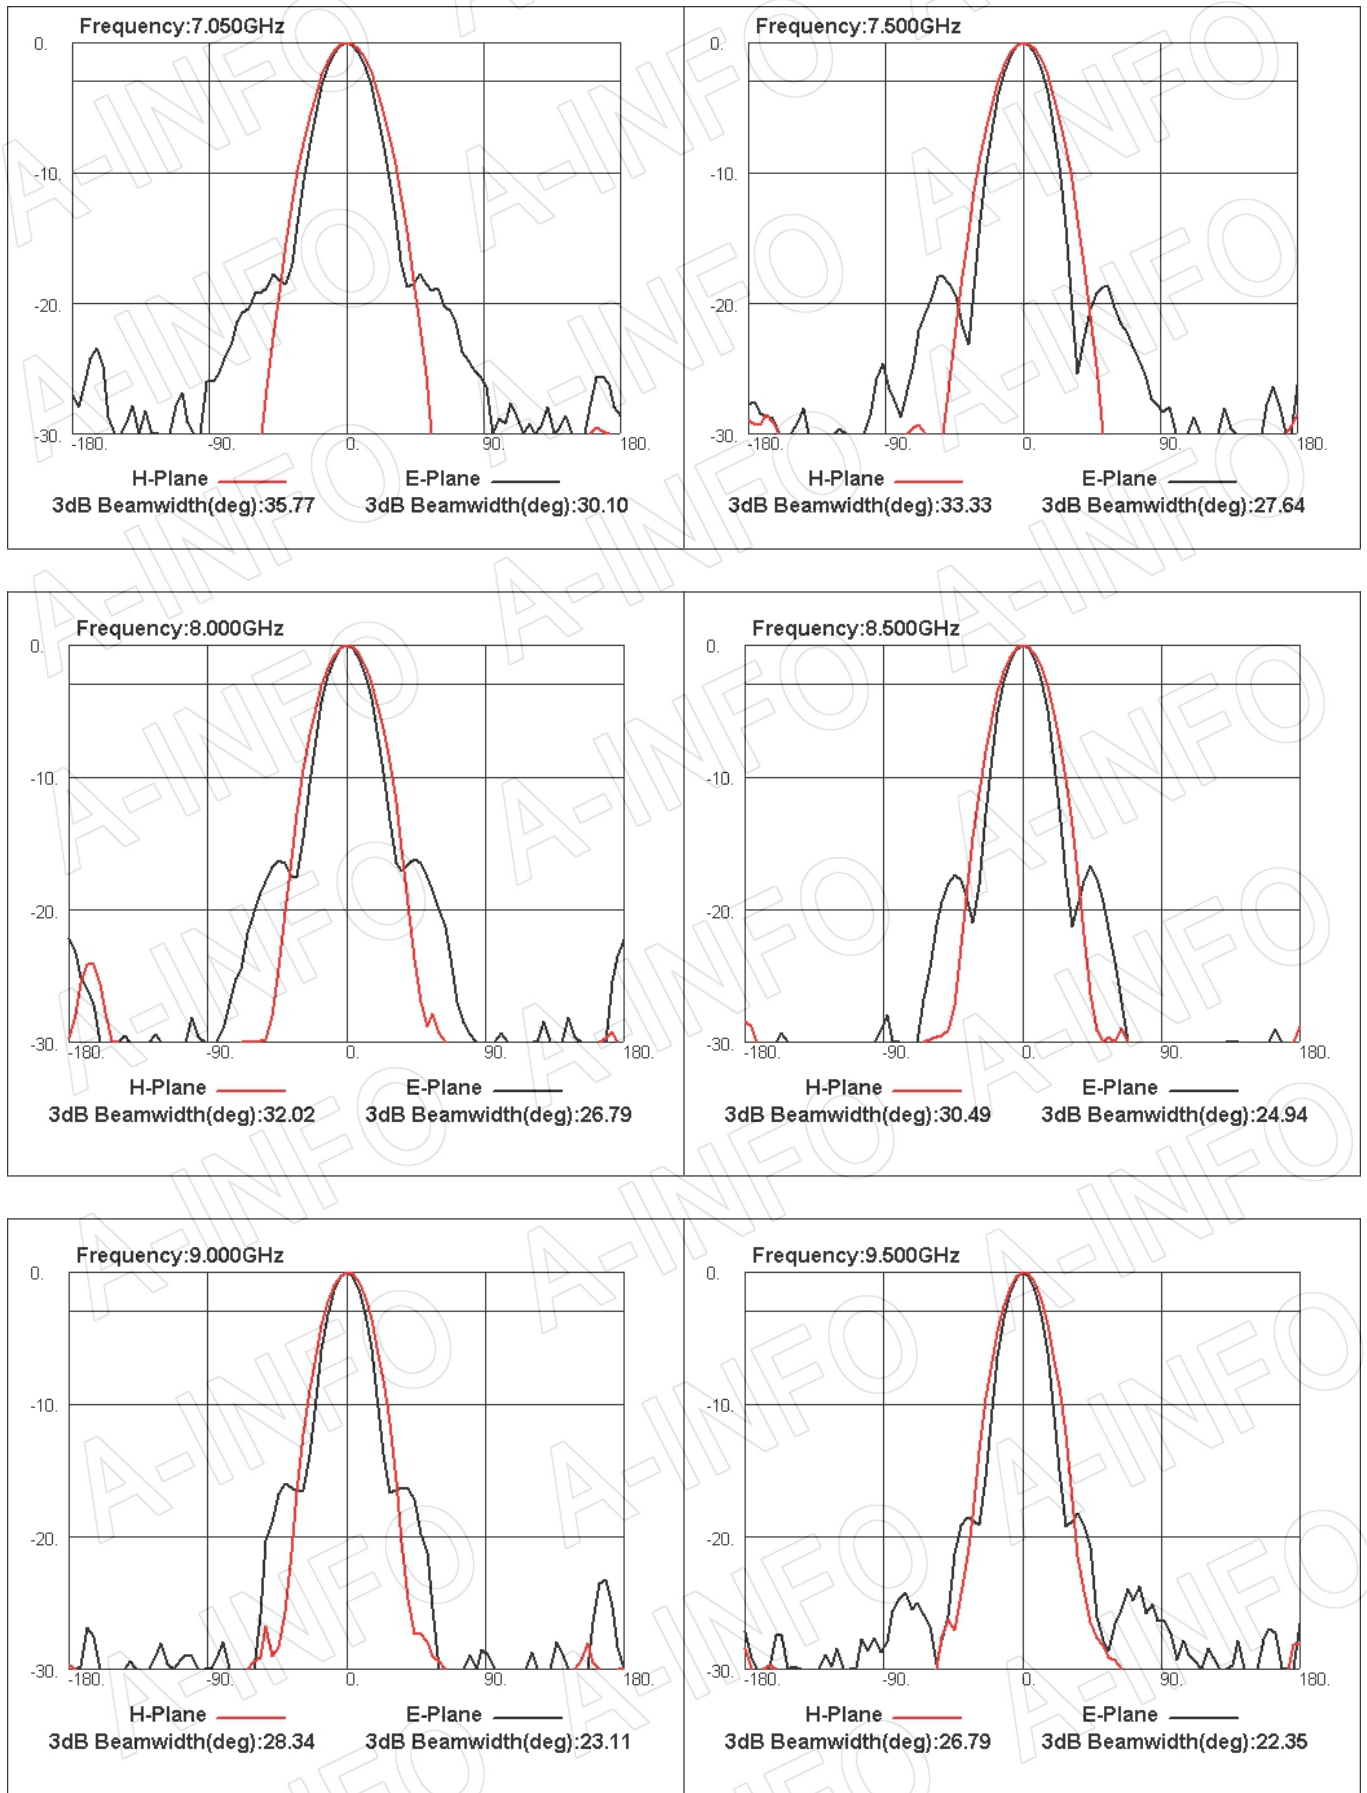 Frequency:7.050GHz
0.
-10.
-20.
-30.
-180.
-90.
0.
90.
180.
H-Plane
E-Plane
3dB Beamwidth(deg):35.77
3dB Beamwidth(deg):30.10
Frequency:7.500GHz
0.
-10.
-20.
-30.
-180.
-90.
0.
90.
180.
H-Plane
E-Plane
3dB Beamwidth(deg):33.33
3dB Beamwidth(deg):27.64
Frequency:8.000GHz
0.
-10.
-20.
-30.
-180.
-90.
0.
90.
180.
H-Plane
E-Plane
3dB Beamwidth(deg):32.02
3dB Beamwidth(deg):26.79
Frequency:8.500GHz
0.
-10.
-20.
-30.
-180.
-90.
0.
90.
180.
H-Plane
E-Plane
3dB Beamwidth(deg):30.49
3dB Beamwidth(deg):24.94
Frequency:9.000GHz
0.
-10.
-20.
-30.
-180.
-90.
0.
90.
180.
H-Plane
E-Plane
3dB Beamwidth(deg):28.34
3dB Beamwidth(deg):23.11
Frequency:9.500GHz
0.
-10.
-20.
-30.
-180.
-90.
0.
90.
180.
H-Plane
E-Plane
3dB Beamwidth(deg):26.79
3dB Beamwidth(deg):22.35
A-INFO